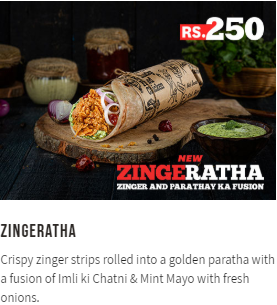 RS.250
NEW
ZINGERATHA
ZINGER AND PARATHAY KA FUSION
ZINGERATHA
Crispy zinger strips rolled into a golden paratha with
a fusion of Imli ki Chatni & Mint Mayo with fresh
onions.